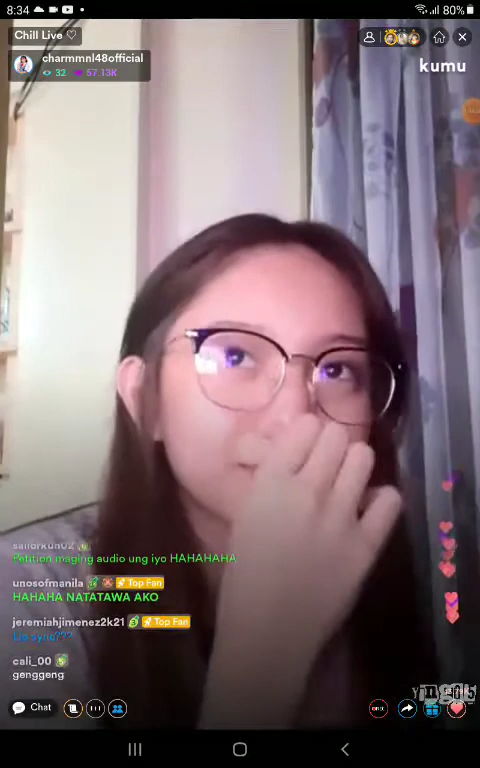 8:34
80%
Chill Live ♡
charmmnl48official
32 57.13K
kumu
sailorkun02
Petition maging audio ung iyo HAHAHAHA
unosofmanila Top Fan
HAHAHA NATATAWA AKO
jeremiahjimenez2k21 Top Fan
Lip sync???
cali_00
genggeng
Chat